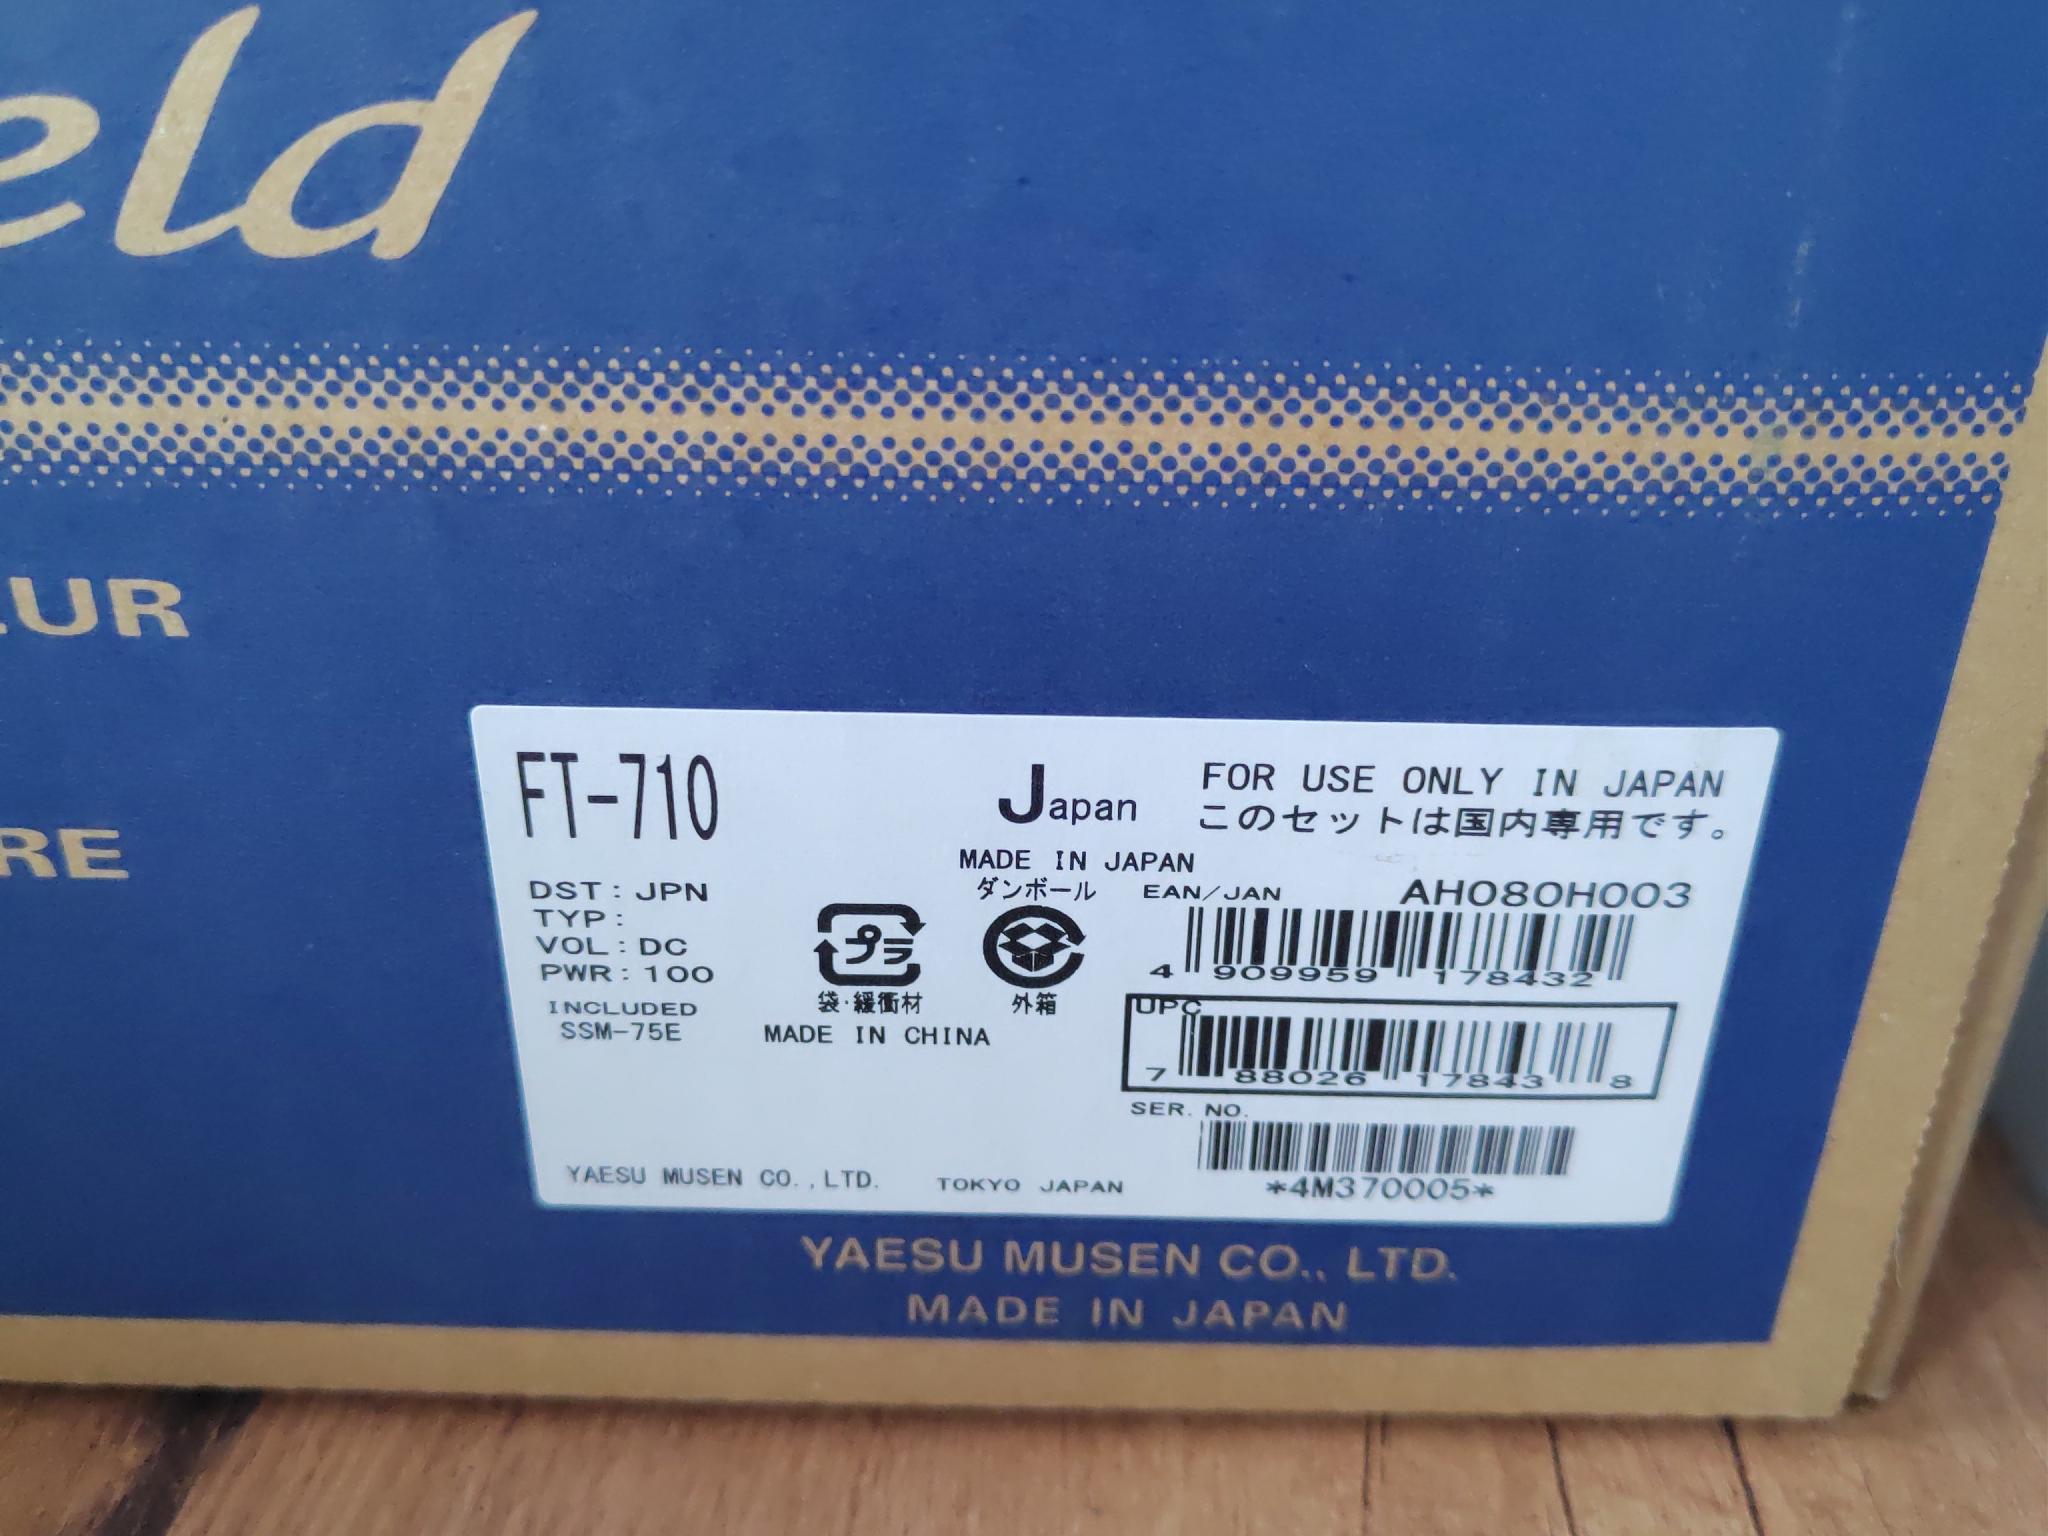 eld
UR
RE
FT-710
Japan
FOR USE ONLY IN JAPAN
このセットは国内専用です。
MADE IN JAPAN
DST: JPN
TYP:
VOL: DC
PWR: 100
INCLUDED
SSM-75E
プラ
袋・緩衝材
MADE IN CHINA
ダンボール
外箱
EAN/JAN
AH080H003
4 909959 178432
UPC
7 88026 17843 8
SER. NO.
*4M370005*
YAESU MUSEN CO.,LTD. TOKYO JAPAN
YAESU MUSEN CO., LTD.
MADE IN JAPAN